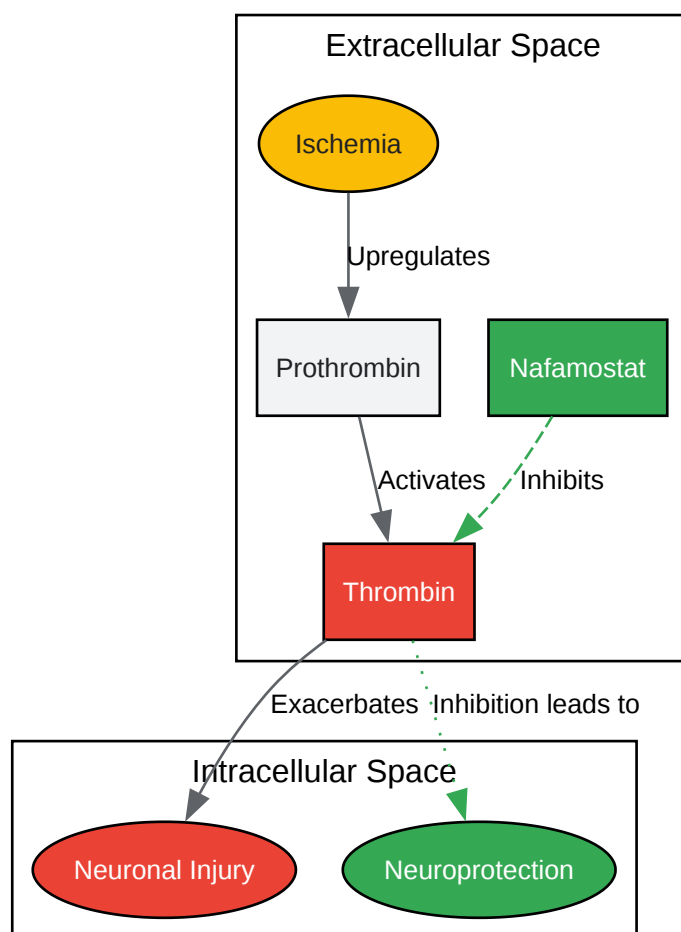 Extracellular Space
Ischemia
Upregulates
Prothrombin
Nafamostat
Activates
Inhibits
Thrombin
Exacerbates
Inhibition leads to
Intracellular Space
Neuronal Injury
Neuroprotection